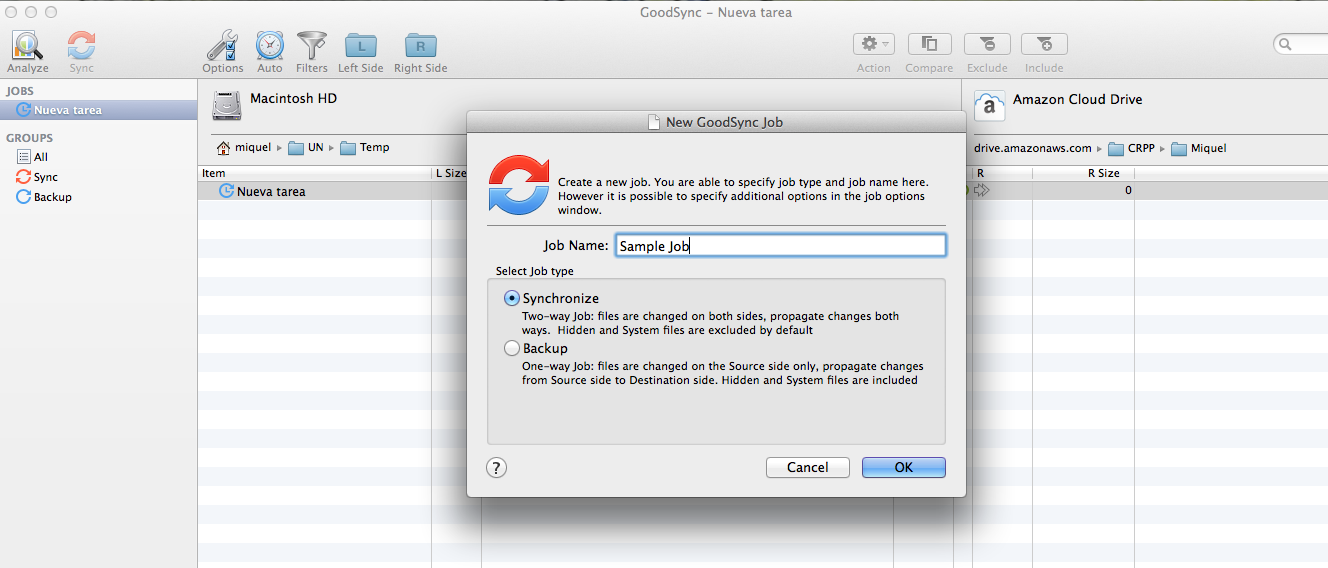 GoodSync – Nueva tarea
Analyze
Sync
Options
Auto
Filters
L
Left Side
R
Right Side
Action
Compare
Exclude
Include
JOBS
Nueva tarea
GROUPS
All
Sync
Backup
Macintosh HD
miquel
UN
Temp
Item
L Size
Nueva tarea
a
Amazon Cloud Drive
drive.amazonaws.com
CRPP
Miquel
R
R Size
0
New GoodSync Job
Create a new job. You are able to specify job type and job name here.
However it is possible to specify additional options in the job options
window.
Job Name:
Sample Job
Select Job type
Synchronize
Two-way Job: files are changed on both sides, propagate changes both
ways. Hidden and System files are excluded by default
Backup
One-way Job: files are changed on the Source side only, propagate changes
from Source side to Destination side. Hidden and System files are included
?
Cancel
OK